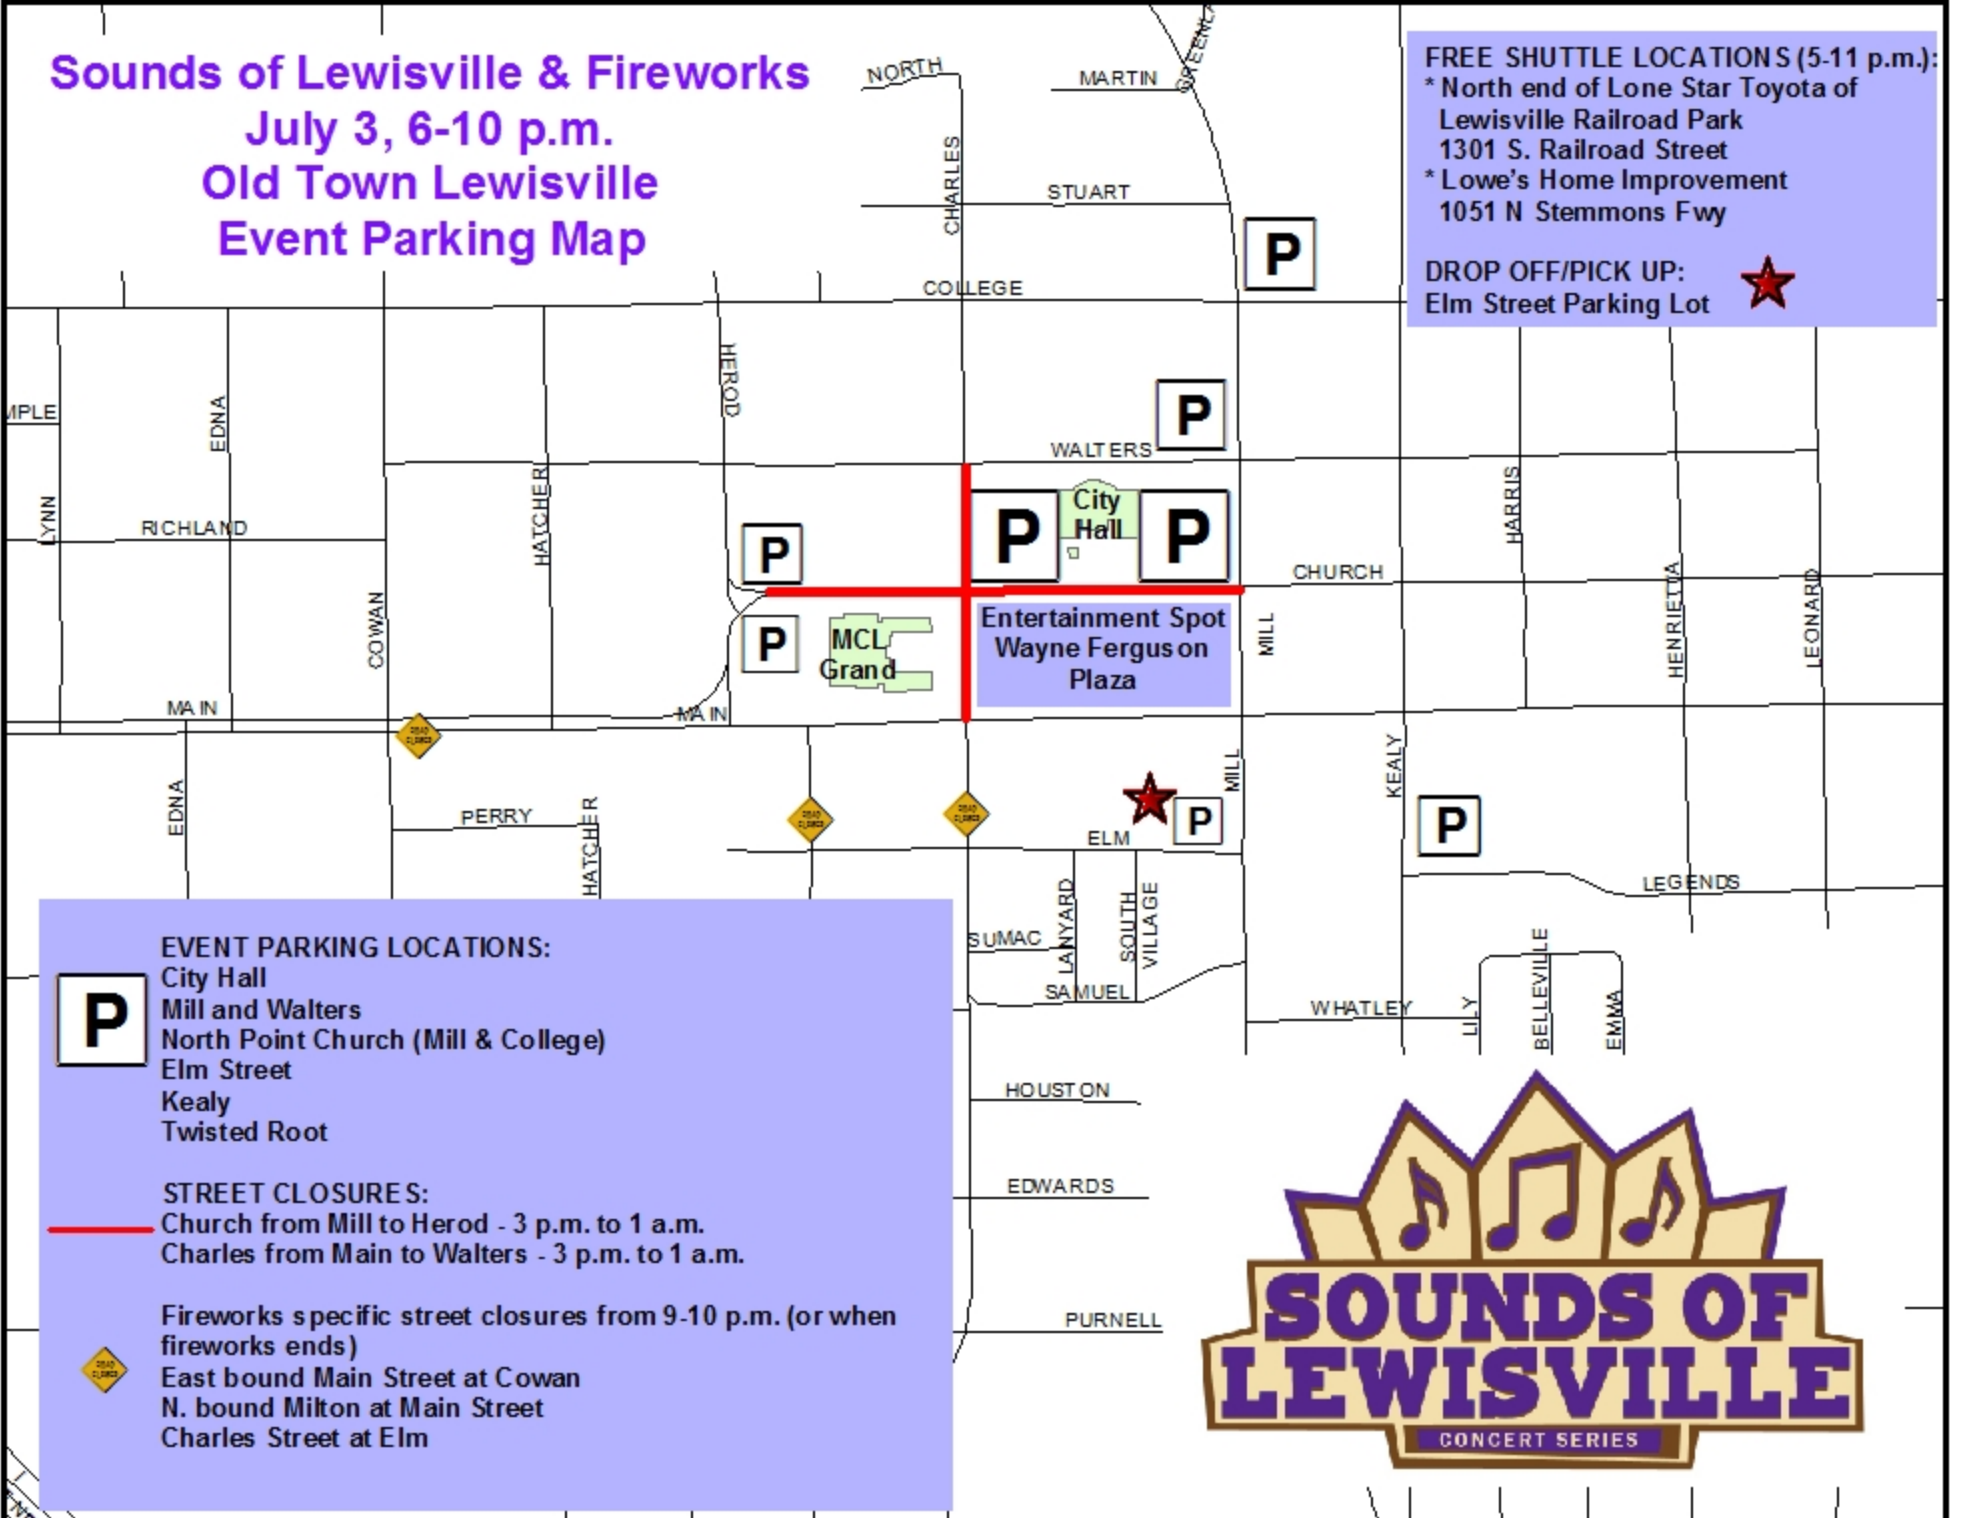 Sounds of Lewisville & Fireworks
July 3, 6-10 p.m.
Old Town Lewisville
Event Parking Map
FREE SHUTTLE LOCATIONS (5-11 p.m.):
* North end of Lone Star Toyota of
Lewisville Railroad Park
1301 S. Railroad Street
* Lowe's Home Improvement
1051 N Stemmons Fwy
DROP OFF/PICK UP:
Elm Street Parking Lot
NORTH
MARTIN
CHARLES
STUART
P
COLLEGE
HEROD
EDNA
P
WALTERS
LYNN
RICHLAND
HATCHER
HARRIS
P
P
City
Hall
P
CHURCH
COWAN
P
MCL
Grand
Entertainment Spot
Wayne Ferguson
Plaza
MILL
HENRIETTA
LEONARD
MAIN
MAIN
EDNA
PERRY
HATCHER
ROAD
CLOSED
ROAD
CLOSED
ROAD
CLOSED
MILL
KEALY
P
P
ELM
LEGENDS
SUMAC
LANYARD
SOUTH
VILLAGE
SAMUEL
WHATLEY
LILY
BELLEVILLE
EMMA
HOUSTON
EDWARDS
PURNELL
P
EVENT PARKING LOCATIONS:
City Hall
Mill and Walters
North Point Church (Mill & College)
Elm Street
Kealy
Twisted Root
STREET CLOSURES:
Church from Mill to Herod - 3 p.m. to 1 a.m.
Charles from Main to Walters - 3 p.m. to 1 a.m.
ROAD
CLOSED
Fireworks specific street closures from 9-10 p.m. (or when
fireworks ends)
East bound Main Street at Cowan
N. bound Milton at Main Street
Charles Street at Elm
SOUNDS OF
LEWISVILLE
CONCERT SERIES